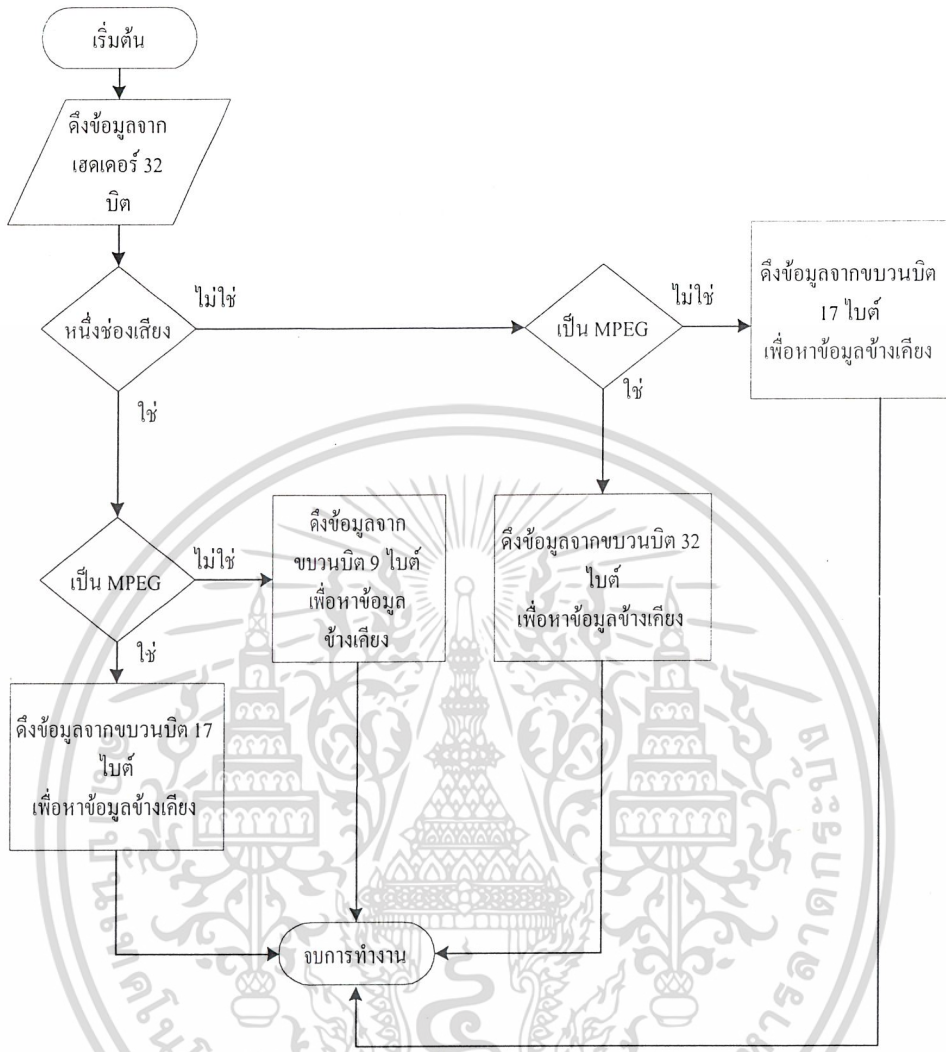 เริ่มต้น
ดึงข้อมูลจาก
เฮดเดอร์ 32
บิต
หนึ่งช่องเสียง
ไม่ใช่
เป็น MPEG
ไม่ใช่
ดึงข้อมูลจากขบวนบิต
17 ไบต์
เพื่อหาข้อมูลข้างเคียง
ใช่
ใช่
เป็น MPEG
ไม่ใช่
ดึงข้อมูลจาก
ขบวนบิต 9 ไบต์
เพื่อหาข้อมูล
ข้างเคียง
ดึงข้อมูลจากขบวนบิต 32
ไบต์
เพื่อหาข้อมูลข้างเคียง
ใช่
ดึงข้อมูลจากขบวนบิต 17
ไบต์
เพื่อหาข้อมูลข้างเคียง
จบการทำงาน